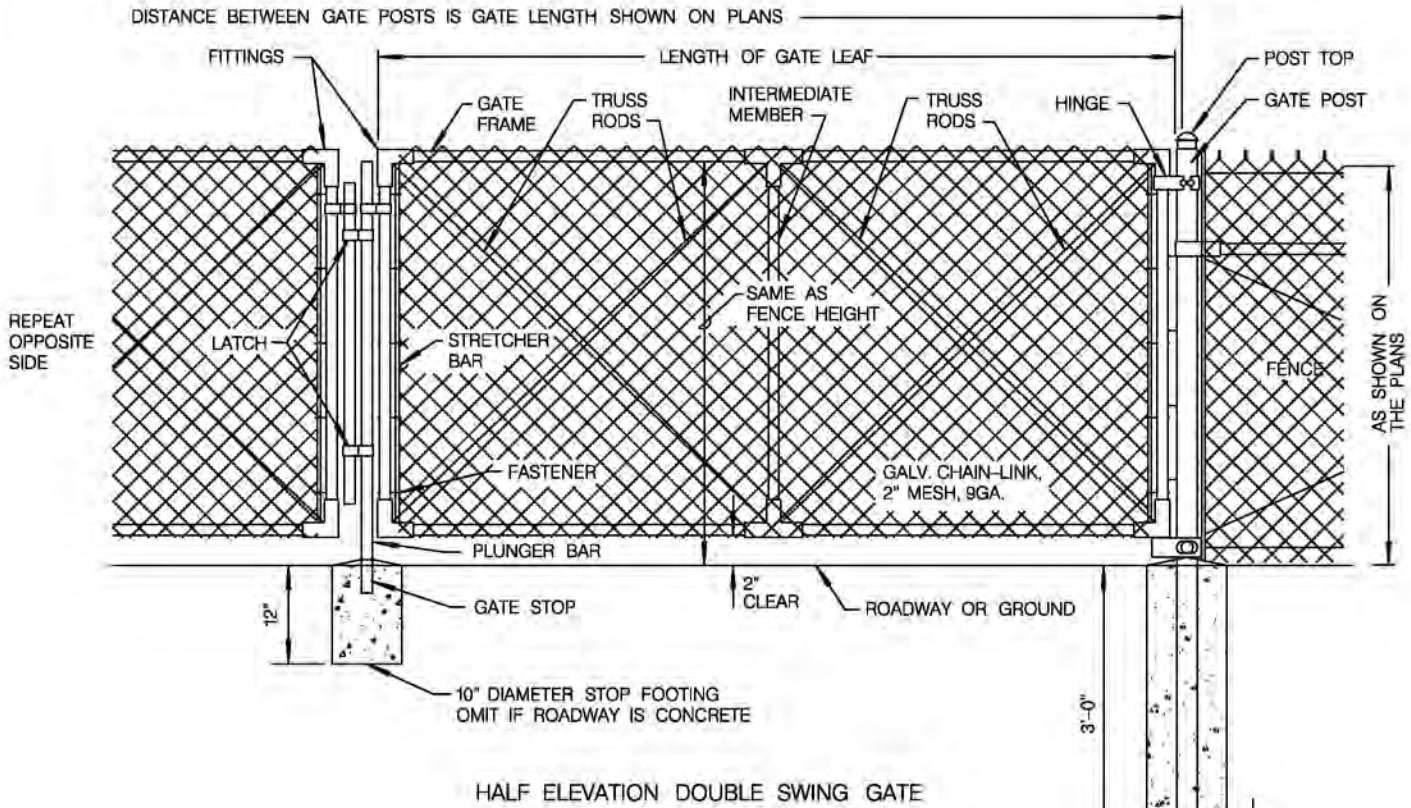 DISTANCE BETWEEN GATE POSTS IS GATE LENGTH SHOWN ON PLANS
FITTINGS
LENGTH OF GATE LEAF
POST TOP
GATE
FRAME
TRUSS
RODS
INTERMEDIATE
MEMBER
TRUSS
RODS
HINGE
GATE POST
REPEAT
OPPOSITE
SIDE
LATCH
STRETCHER
BAR
SAME AS
FENCE HEIGHT
FENCE
AS SHOWN ON
THE PLANS
FASTENER
GALV. CHAIN-LINK,
2" MESH, 9GA.
PLUNGER BAR
12"
GATE STOP
2"
CLEAR
ROADWAY OR GROUND
10" DIAMETER STOP FOOTING
OMIT IF ROADWAY IS CONCRETE
3'-0"
HALF ELEVATION DOUBLE SWING GATE